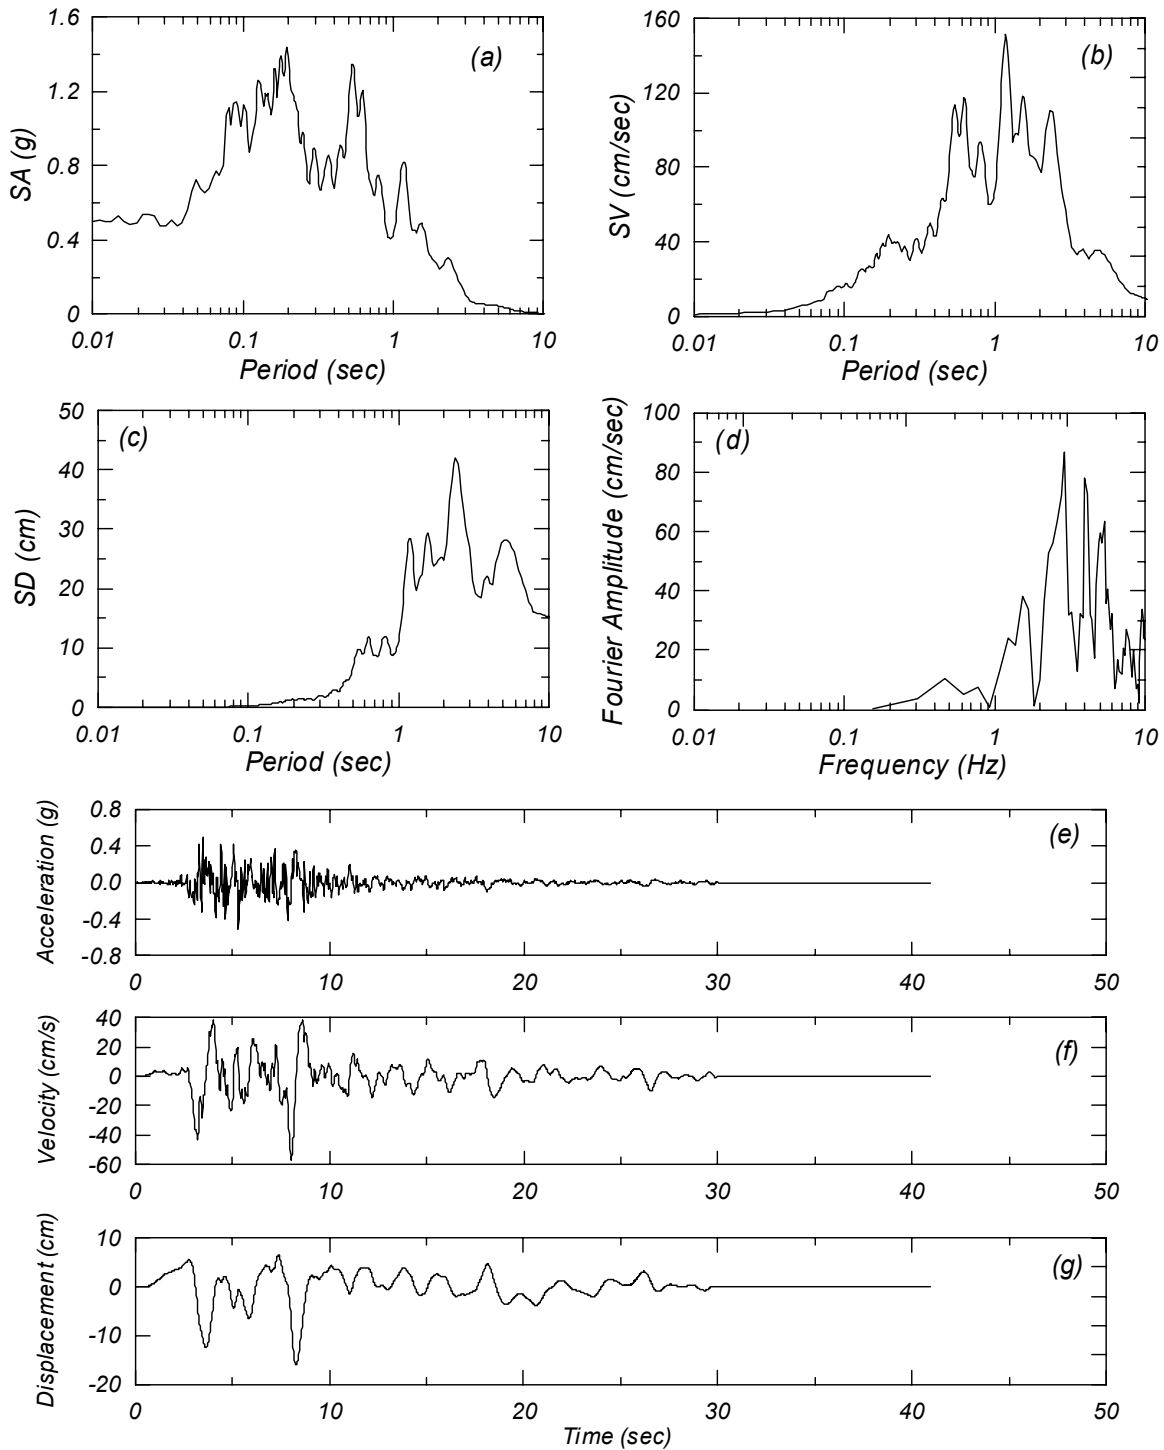 1.6
1.2
0.8
0.4
0
SA (g)
(a)
0.01 0.1 1 10
Period (sec)
160
120
80
40
0
SV (cm/sec)
(b)
0.01 0.1 1 10
Period (sec)
50
40
30
20
10
0
SD (cm)
(c)
0.01 0.1 1 10
Period (sec)
100
80
60
40
20
0
Fourier Amplitude (cm/sec)
(d)
0.01 0.1 1 10
Frequency (Hz)
0.8
0.4
0.0
-0.4
-0.8
Acceleration (g)
(e)
0 10 20 30 40 50
40
20
0
-20
-40
-60
Velocity (cm/s)
(f)
0 10 20 30 40 50
10
0
-10
-20
Displacement (cm)
(g)
0 10 20 30 40 50
Time (sec)